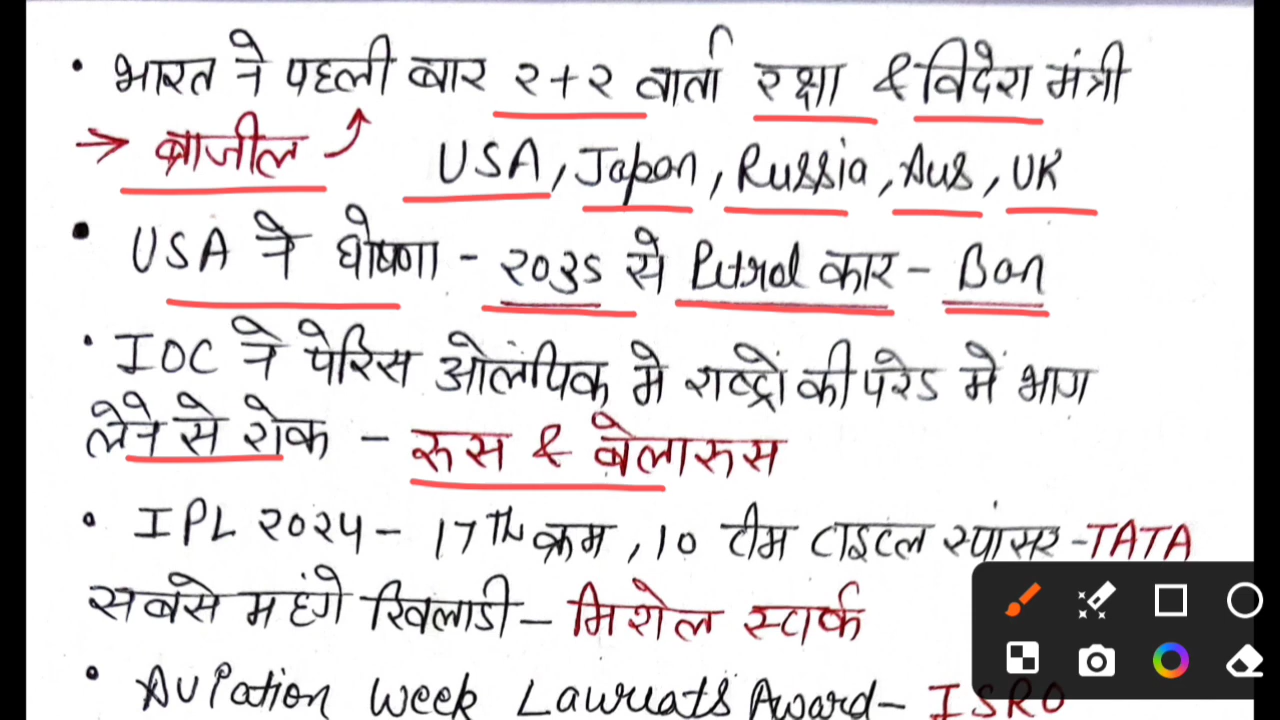 • भारत ने पहली बार २+२ वार्ता रक्षा & विदेश मंत्री
→ ब्राजील USA, Japan, Russia, Aus, UK
• USA ने घोषणा - २०३५ से Petrol कार - Ban
• IOC ने पेरिस ओलंपिक मे राष्ट्रों की परेड में भाग
लेने से रोक - रुस & बेलारुस
• IPL २०२4 - 17th क्रम, 10 टीम टाइटल स्पांसर - TATA
सबसे महंगे खिलाडी - मिशेल स्टार्क
• Aviation Week Laureats Award - ISRO